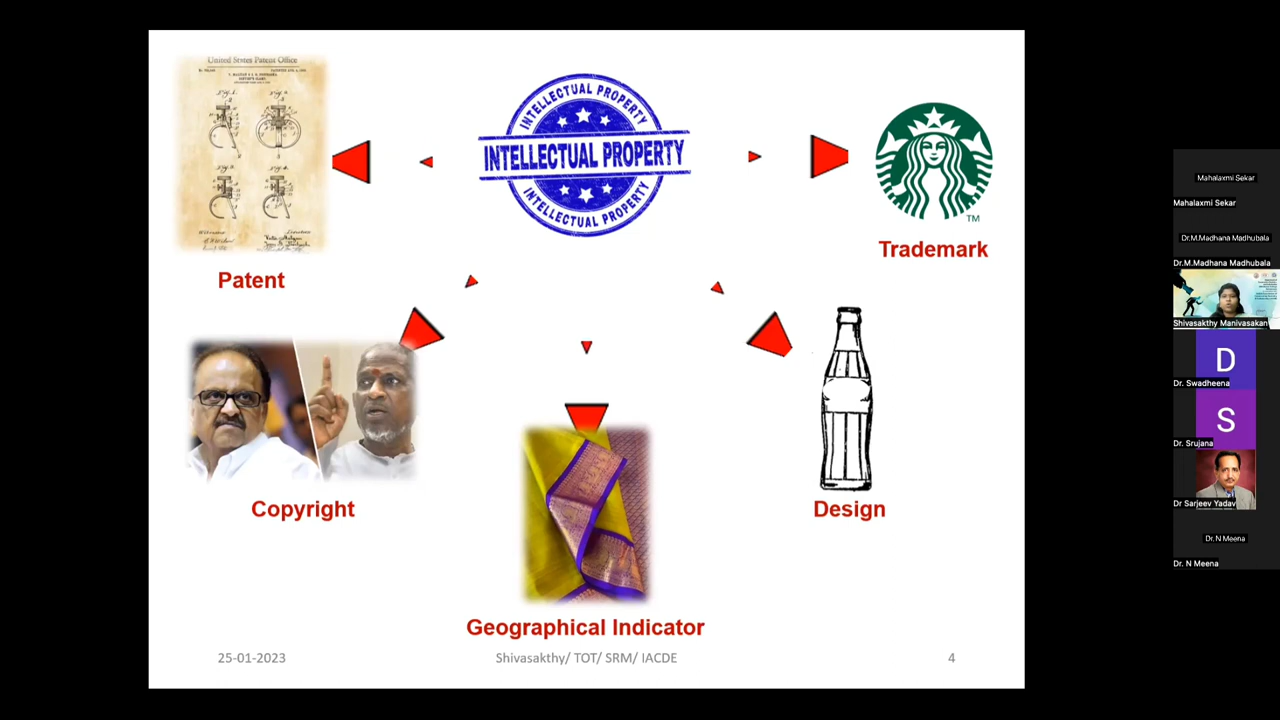 United States Patent Office
INTELLECTUAL PROPERTY
INTELLECTUAL PROPERTY
INTELLECTUAL PROPERTY
TM
Trademark
Patent
Copyright
Design
Geographical Indicator
25-01-2023
Shivasakthy/ TOT/ SRM/ IACDE
4
Mahalaxmi Sekar
Mahalaxmi Sekar
Dr.M.Madhana Madhubala
Dr.M.Madhana Madhubala
Shivasakthy Manivasakan
D
Dr. Swadheena
S
Dr. Srujana
Dr Sarjeev Yadav
Dr. N Meena
Dr. N Meena